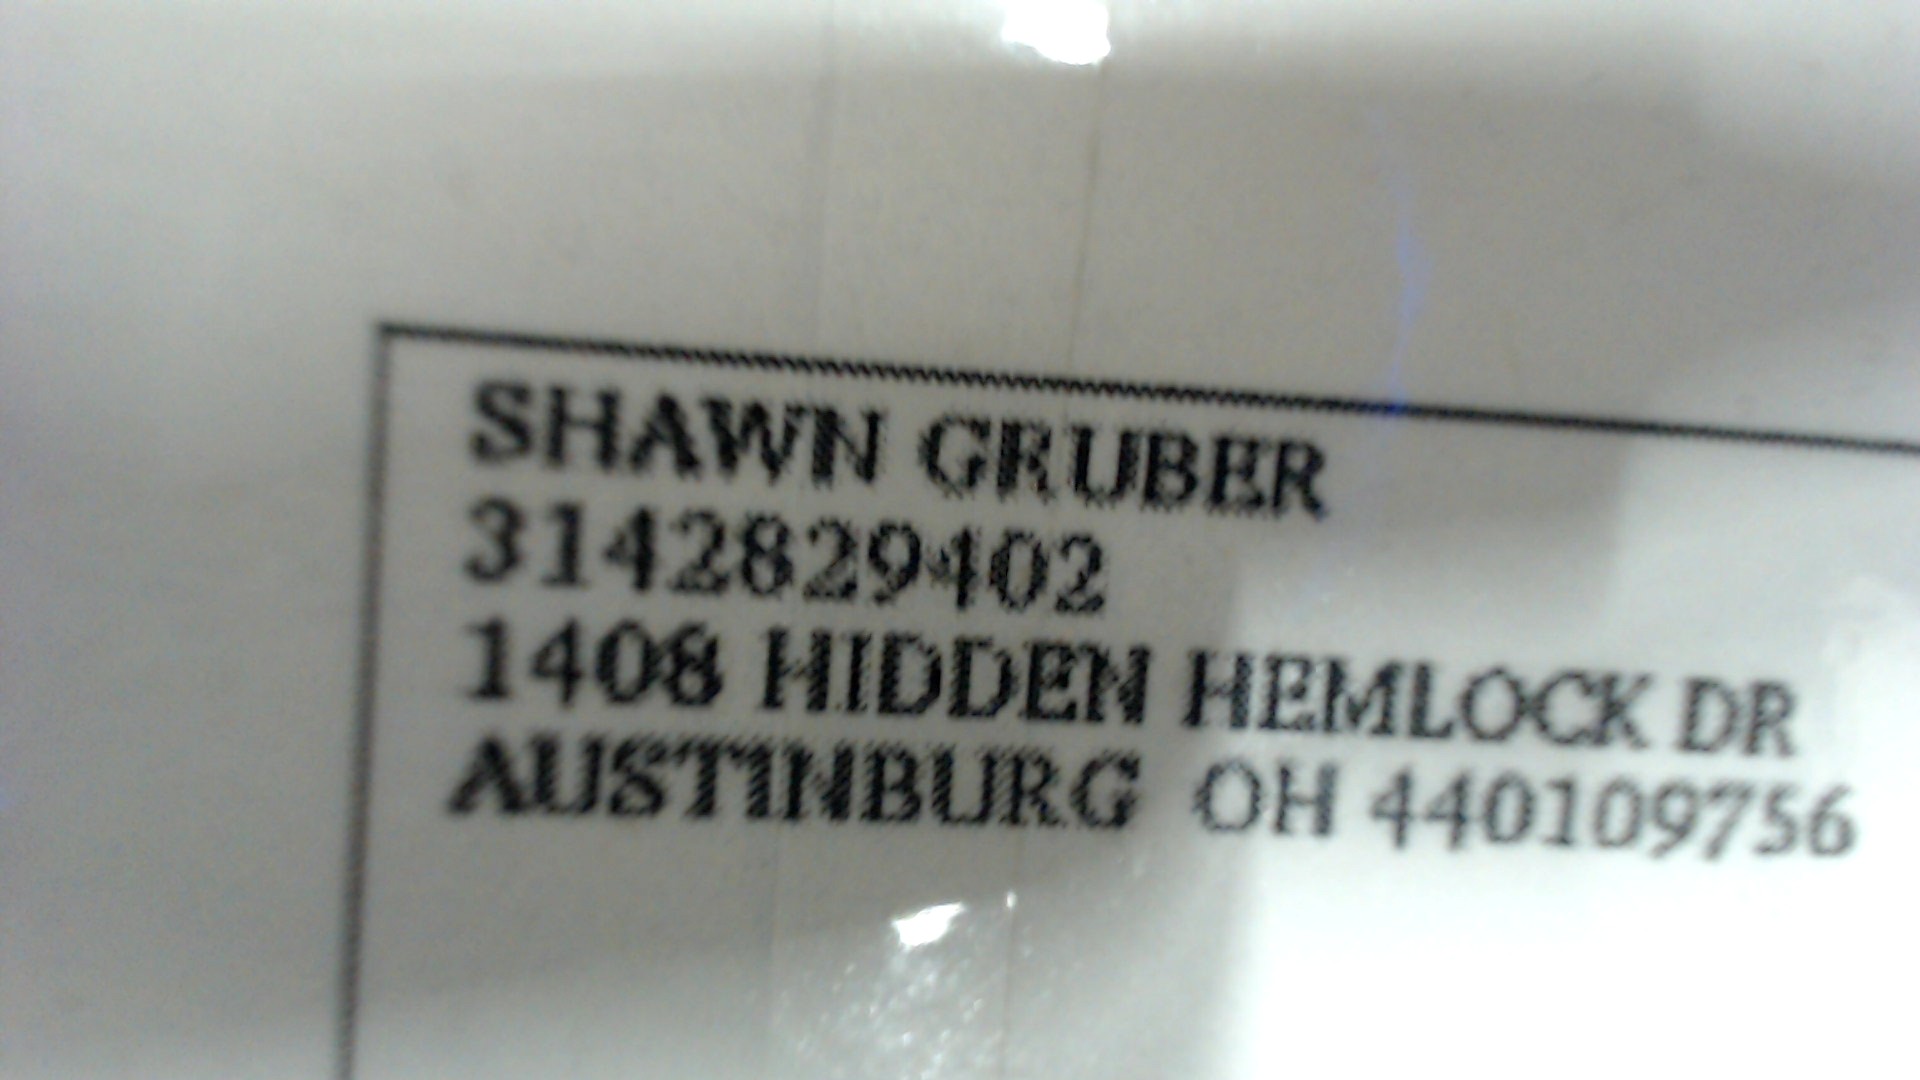 SHAWN GRUBER
3142829402
1408 HIDDEN HEMLOCK DR
AUSTINBURG OH 440109756